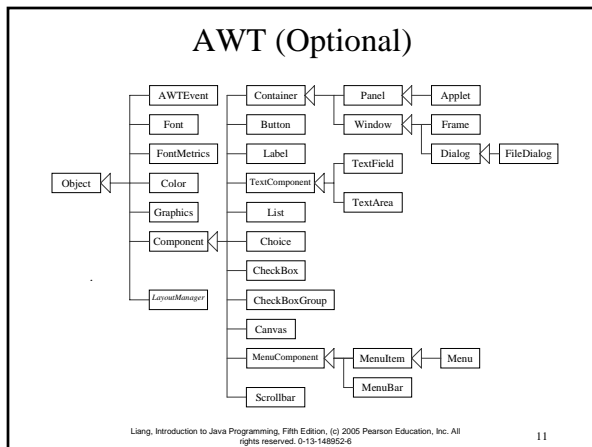 AWT (Optional)
AWTEvent
Container
Panel
Applet
Font
Button
Window
Frame
FontMetrics
Label
Dialog
FileDialog
TextField
Object
Color
TextComponent
TextArea
Graphics
List
Component
Choice
CheckBox
LayoutManager
CheckBoxGroup
Canvas
MenuComponent
MenuItem
Menu
MenuBar
Scrollbar
Liang, Introduction to Java Programming, Fifth Edition, (c) 2005 Pearson Education, Inc. All
rights reserved. 0-13-148952-6
11